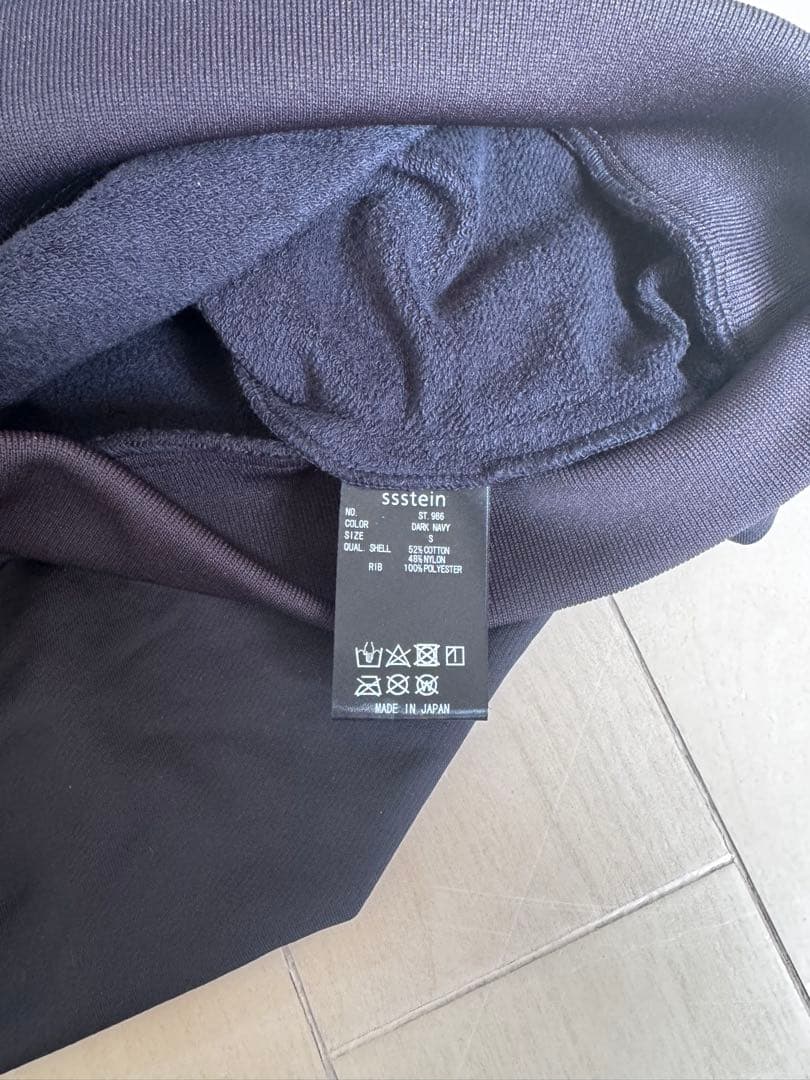 ssstein
NO. ST.986
COLOR DARK NAVY
SIZE S
QUAL. SHELL 52%COTTON
48%NYLON
RIB 100%POLYESTER
W
MADE IN JAPAN